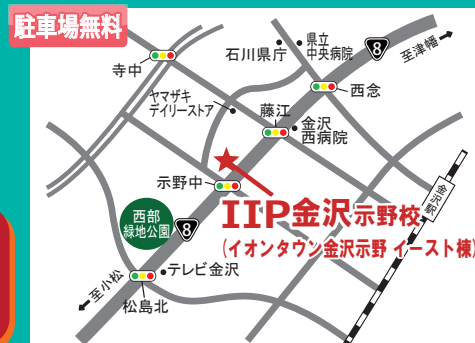 駐車場無料
石川県庁
県立
中央病院
8
至津幡
寺中
ヤマザキ
デイリーストア
西念
藤江
金沢
西病院
示野中
金沢駅
IIP金沢示野校
(イオンタウン金沢示野 イースト棟)
西部
緑地公園
8
テレビ金沢
至小松
松島北